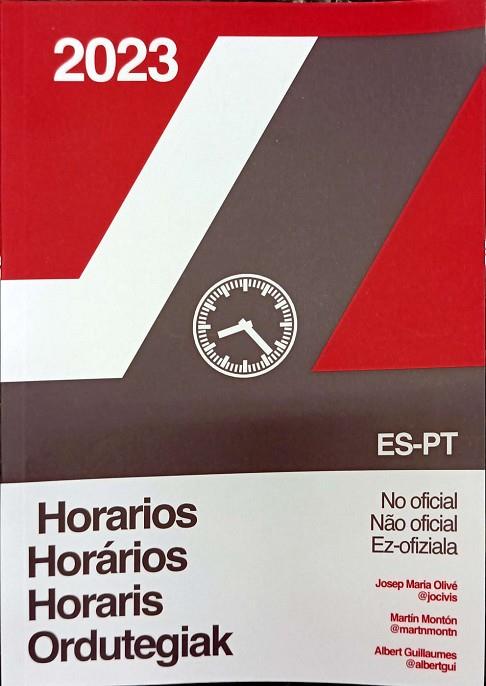 2023
ES-PT
Horarios
Horários
Horaris
Ordutegiak
No oficial
Não oficial
Ez-ofiziala
Josep Maria Olivé
@jocivis
Martín Montón
@martnmontn
Albert Guillaumes
@albertgui